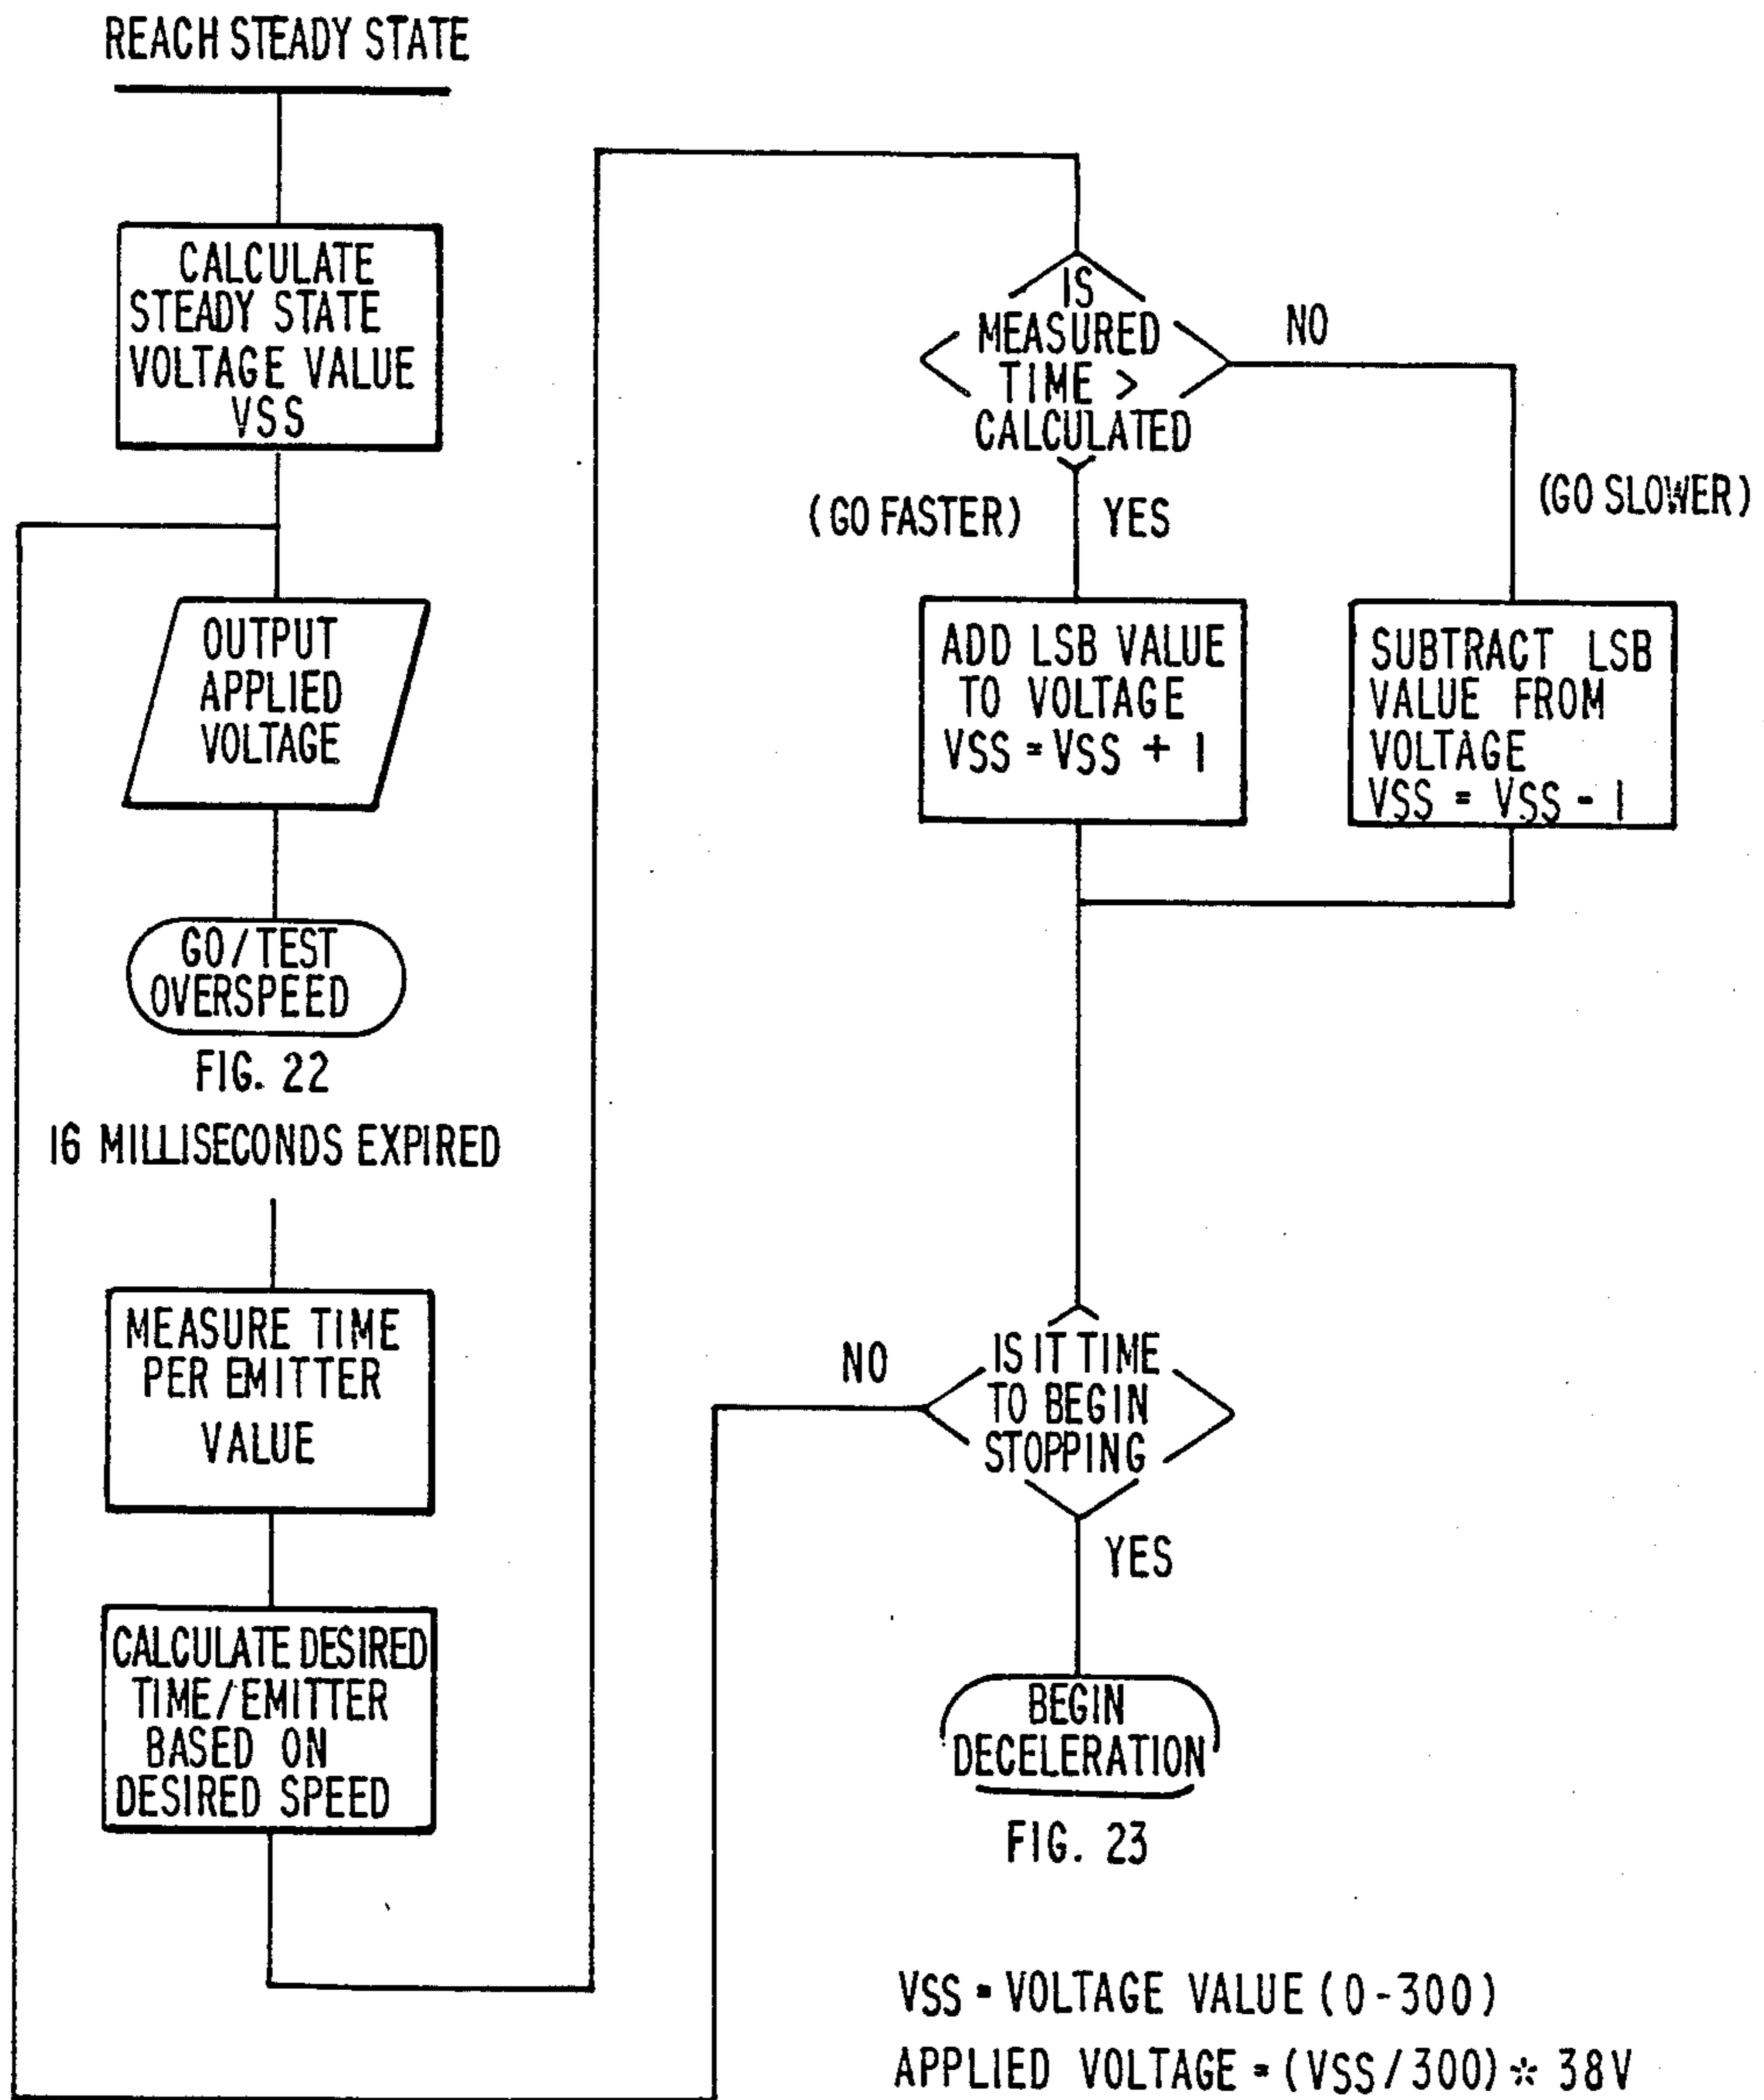 REACH STEADY STATE
CALCULATE
STEADY STATE
VOLTAGE VALUE
VSS
OUTPUT
APPLIED
VOLTAGE
GO/TEST
OVERSPEED
FIG. 22
16 MILLISECONDS EXPIRED
MEASURE TIME
PER EMITTER
VALUE
CALCULATE DESIRED
TIME/EMITTER
BASED ON
DESIRED SPEED
IS
MEASURED
TIME >
CALCULATED
NO
(GO FASTER) YES
(GO SLOWER)
ADD LSB VALUE
TO VOLTAGE
VSS = VSS + 1
SUBTRACT LSB
VALUE FROM
VOLTAGE
VSS = VSS - 1
NO
IS IT TIME
TO BEGIN
STOPPING
YES
BEGIN
DECELERATION
FIG. 23
VSS = VOLTAGE VALUE (0-300)
APPLIED VOLTAGE = (VSS/300) * 38V